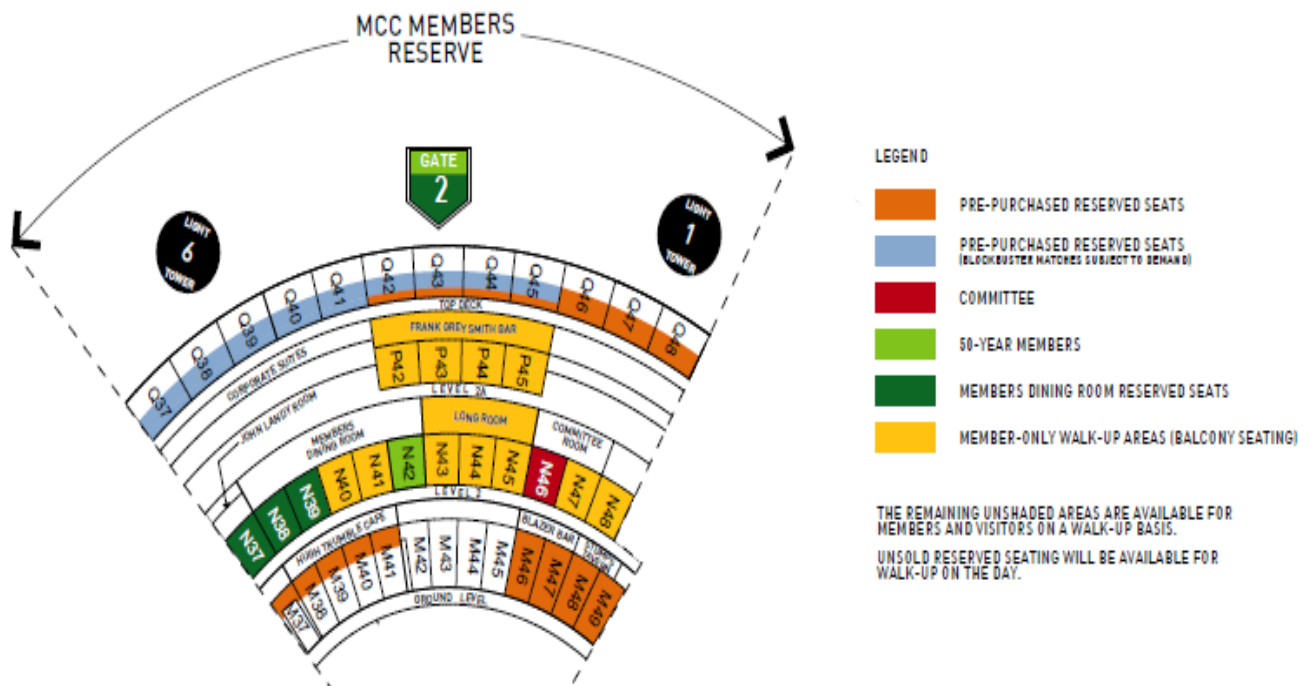 MCC MEMBERS
RESERVE
GATE
2
LIGHT
6
TOWER
LIGHT
1
TOWER
Q37
Q38
Q39
Q40
Q41
Q42
Q43
Q44
Q45
Q46
Q47
Q48
TOP DECK
CORPORATE SUITES
FRANK GREY SMITH BAR
P42
P43
P44
P45
LEVEL 2A
JOHN LANDY ROOM
MEMBERS
DINING ROOM
LONG ROOM
COMMITTEE
ROOM
N37
N38
N39
N40
N41
N42
N43
N44
N45
N46
N47
N48
LEVEL 2
HUGH TRUMBLE CAFE
BLAZER BAR
M37
M38
M39
M40
M41
M42
M43
M44
M45
M46
M47
M48
M49
GROUND LEVEL
LEGEND
PRE-PURCHASED RESERVED SEATS
PRE-PURCHASED RESERVED SEATS
(BLOCKBUSTER MATCHES SUBJECT TO DEMAND)
COMMITTEE
50-YEAR MEMBERS
MEMBERS DINING ROOM RESERVED SEATS
MEMBER-ONLY WALK-UP AREAS (BALCONY SEATING)
THE REMAINING UNSHADED AREAS ARE AVAILABLE FOR
MEMBERS AND VISITORS ON A WALK-UP BASIS.
UNSOLD RESERVED SEATING WILL BE AVAILABLE FOR
WALK-UP ON THE DAY.